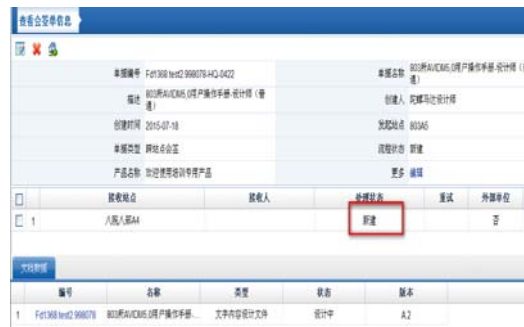 查看会签单信息
单据编号 Fd1368 test2 998078-HQ-0422 单据名称 803所AVIDM5.0用户操作手册-设计师(普通)
描述 803所AVIDM5.0用户操作手册-设计师(普通) 创建人 陀螺马达设计师
创建时间 2015-07-18 发起站点 803A5
单据类型 跨站点会签 流程状态 新建
产品名称 欢迎使用培训专用产品 更多 编辑
接收站点 接收人 处理状态 重试 外部单位
1 八院八部A4 新建 否
文档数据
编号 名称 类型 状态 版本
1 Fd1368 test2 998078 803所AVIDM5.0用户操作手册-... 文字内容设计文件 设计中 A.2